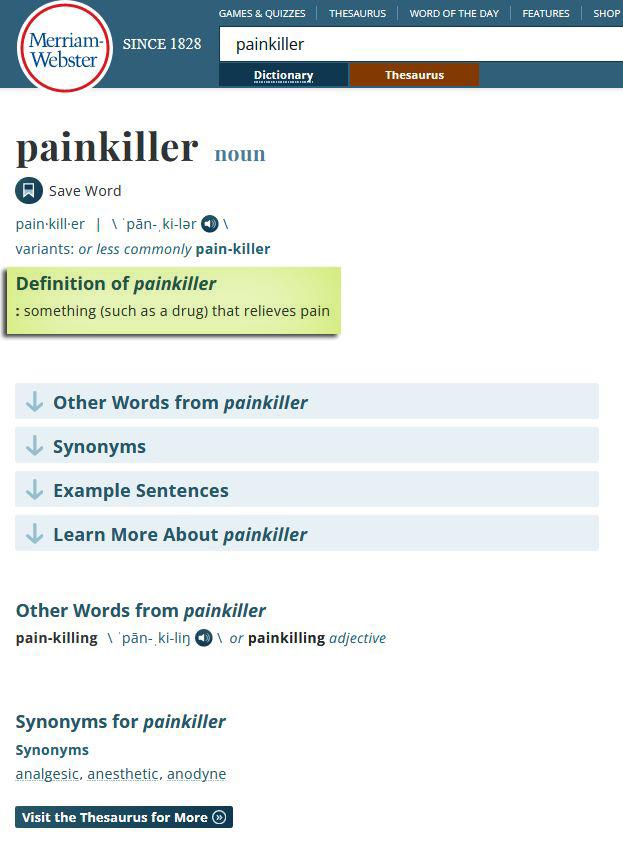 GAMES & QUIZZES THESAURUS WORD OF THE DAY FEATURES SHOP
Merriam-
Webster
SINCE 1828
painkiller
Dictionary Thesaurus
painkiller noun
Save Word
pain·kill·er | \ ˈpān-ˌki-lər \
variants: or less commonly pain-killer
Definition of painkiller
: something (such as a drug) that relieves pain
Other Words from painkiller
Synonyms
Example Sentences
Learn More About painkiller
Other Words from painkiller
pain-killing \ ˈpān-ˌki-liŋ \ or painkilling adjective
Synonyms for painkiller
Synonyms
analgesic, anesthetic, anodyne
Visit the Thesaurus for More